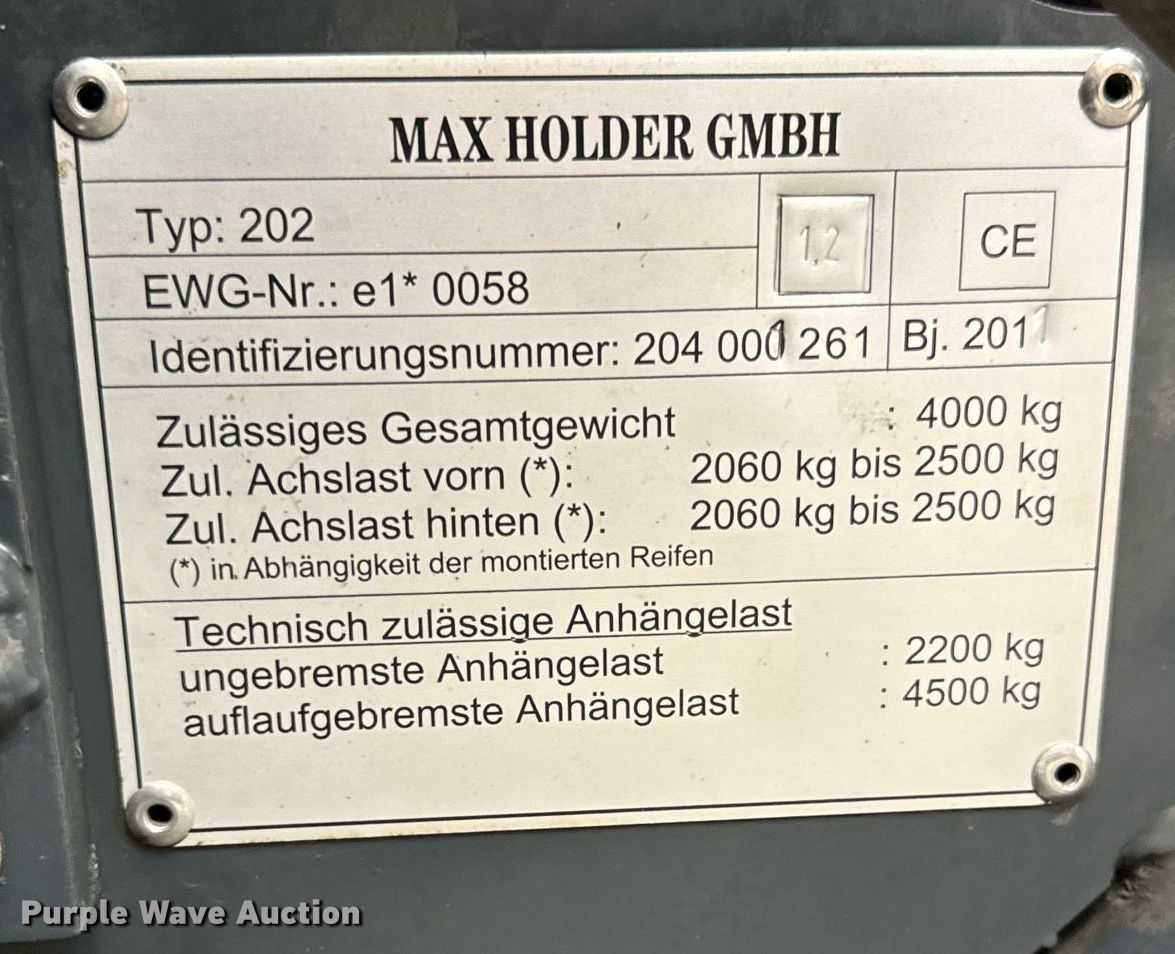 MAX HOLDER GMBH
Typ: 202
1,2
CE
EWG-Nr.: e1* 0058
Identifizierungsnummer: 204 001 261
Bj. 2011
Zulässiges Gesamtgewicht : 4000 kg
Zul. Achslast vorn (*): 2060 kg bis 2500 kg
Zul. Achslast hinten (*): 2060 kg bis 2500 kg
(*) in Abhängigkeit der montierten Reifen
Technisch zulässige Anhängelast
ungebremste Anhängelast : 2200 kg
auflaufgebremste Anhängelast : 4500 kg
Purple Wave Auction